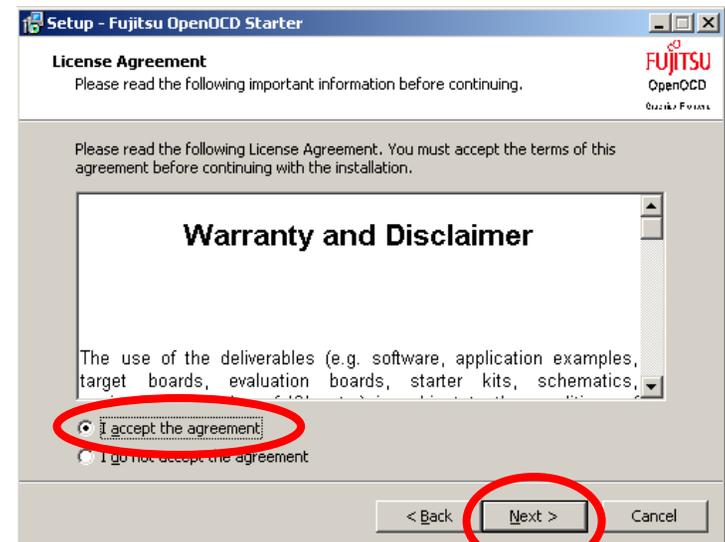 Setup - Fujitsu OpenOCD Starter
License Agreement
Please read the following important information before continuing.
FUJITSU
OpenOCD
Please read the following License Agreement. You must accept the terms of this
agreement before continuing with the installation.
Warranty and Disclaimer
The use of the deliverables (e.g. software, application examples,
target boards, evaluation boards, starter kits, schematics,
I accept the agreement
I do not accept the agreement
< Back
Next >
Cancel